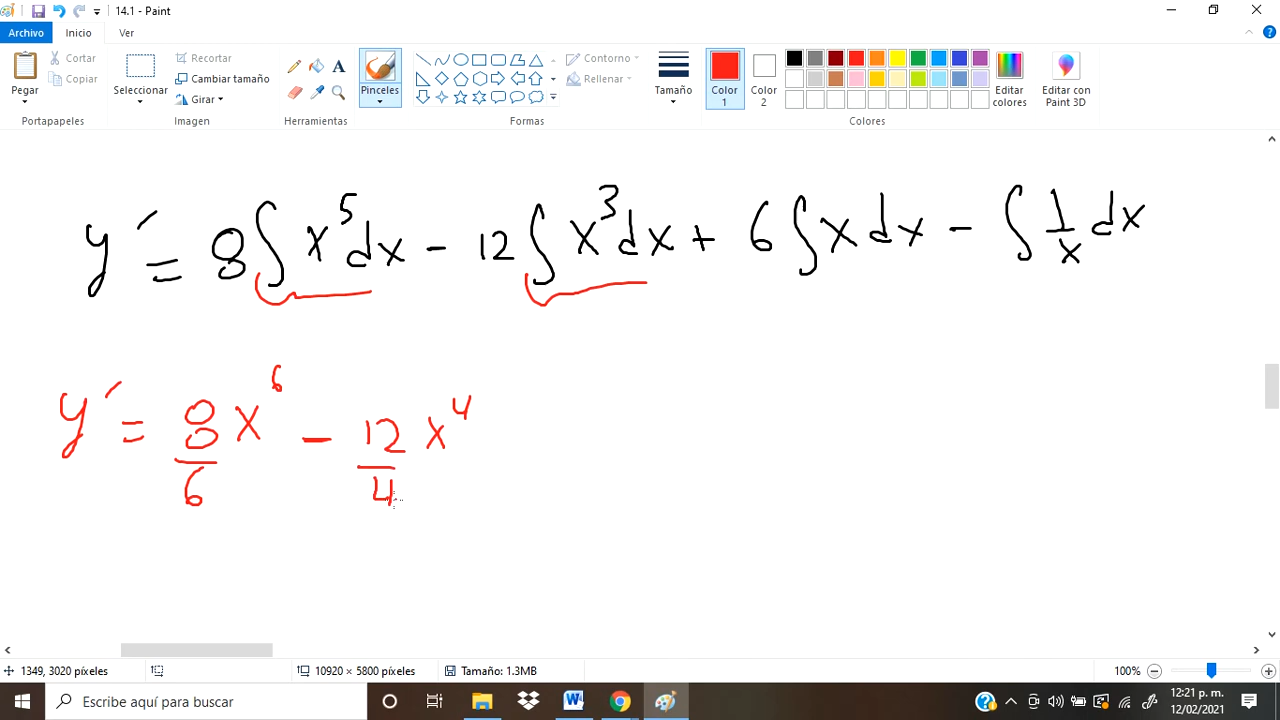 14.1 - Paint
Archivo Inicio Ver
Pegar Cortar Copiar Seleccionar Recortar Cambiar tamaño Girar A Pinceles Contorno Rellenar Tamaño Color 1 Color 2 Editar colores Editar con Paint 3D
Portapapeles Imagen Herramientas Formas Colores
y´ = 8∫x⁵dx - 12∫x³dx + 6∫xdx - ∫1/x dx
y´ = 8/6 x⁶ - 12/4 x⁴
1349, 3020 píxeles 10920 × 5800 píxeles Tamaño: 1.3MB 100%
Escribe aquí para buscar 12:21 p. m.
12/02/2021